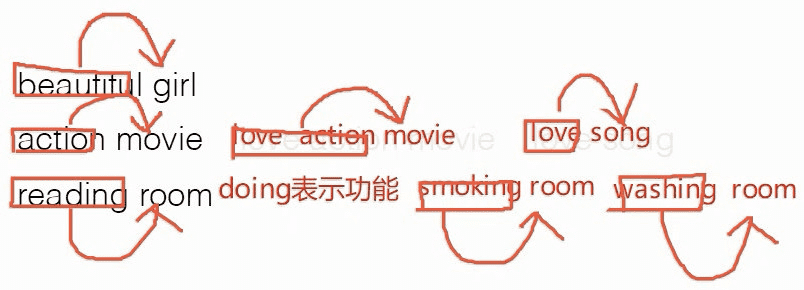 beautiful girl
action movie love action movie love song
reading room doing表示功能 smoking room washing room